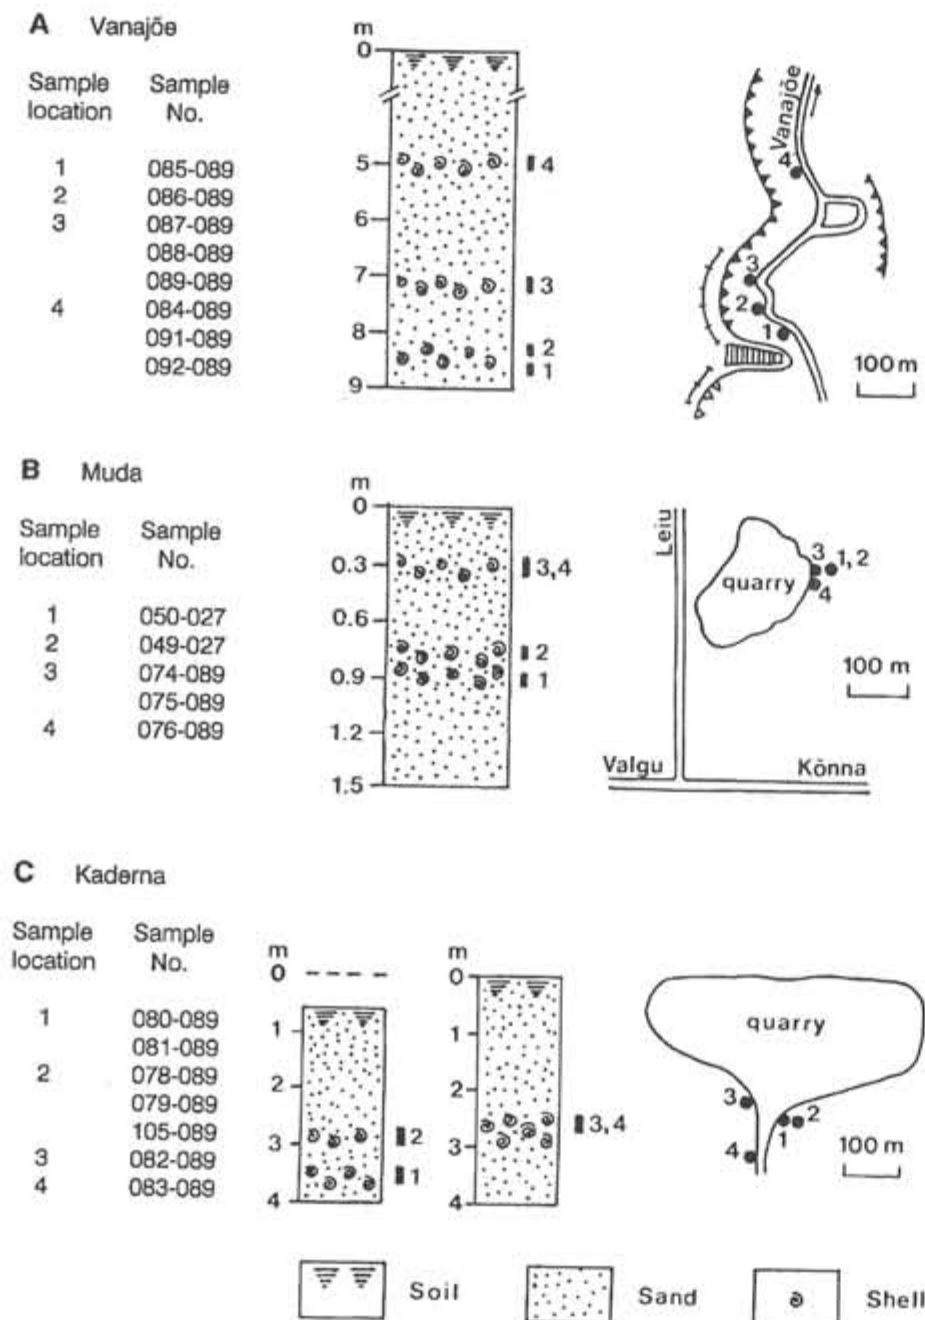 A Vanajõe
Sample location
Sample No.
1 085-089
2 086-089
3 087-089
088-089
089-089
4 084-089
091-089
092-089
m
0
5
6
7
8
9
4
3
2
1
Vanajõe
4
3
2
1
100 m
B Muda
Sample location
Sample No.
1 050-027
2 049-027
3 074-089
075-089
4 076-089
m
0
0.3
0.6
0.9
1.2
1.5
3,4
2
1
Leiu
quarry
3 1,2
4
100 m
Valgu Kõnna
C Kaderna
Sample location
Sample No.
1 080-089
081-089
2 078-089
079-089
105-089
3 082-089
4 083-089
m
0
1
2
3
4
2
1
m
0
1
2
3
4
3,4
quarry
3
2
1
4
100 m
Soil
Sand
Shell